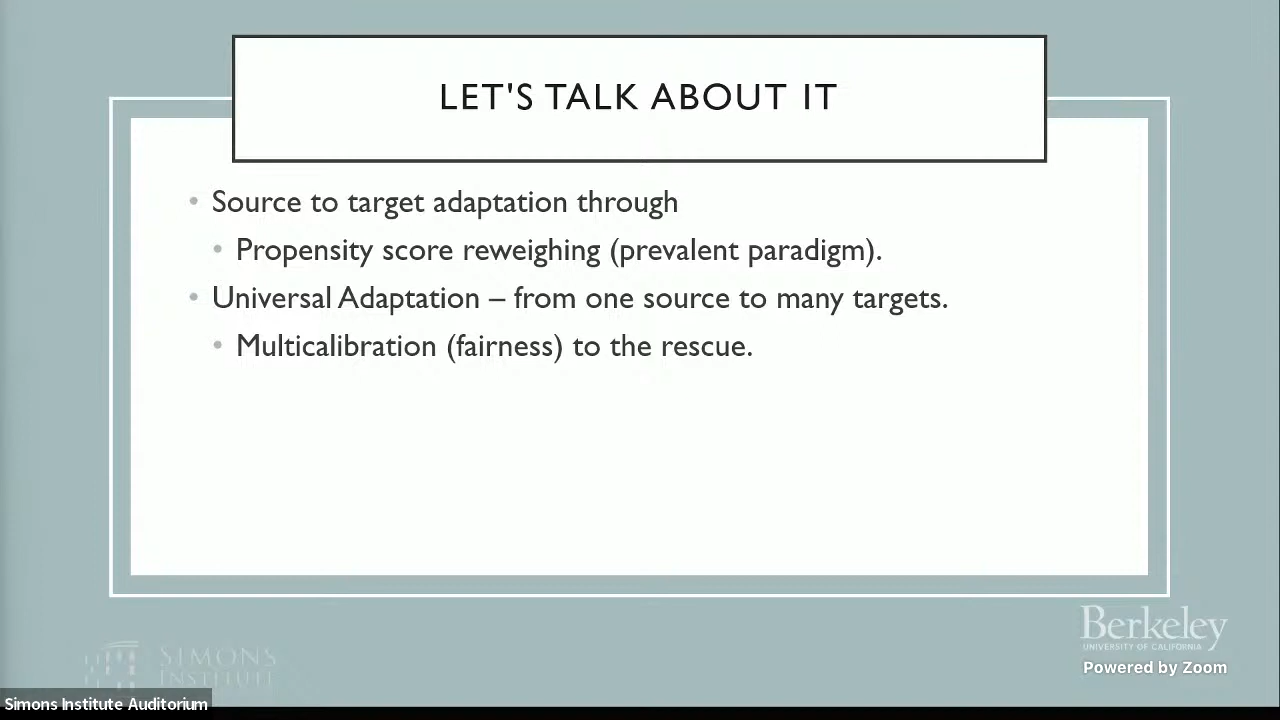 LET'S TALK ABOUT IT
• Source to target adaptation through
• Propensity score reweighing (prevalent paradigm).
• Universal Adaptation – from one source to many targets.
• Multicalibration (fairness) to the rescue.
Berkeley
UNIVERSITY OF CALIFORNIA
SIMONS
INSTITUTE
Powered by Zoom
Simons Institute Auditorium